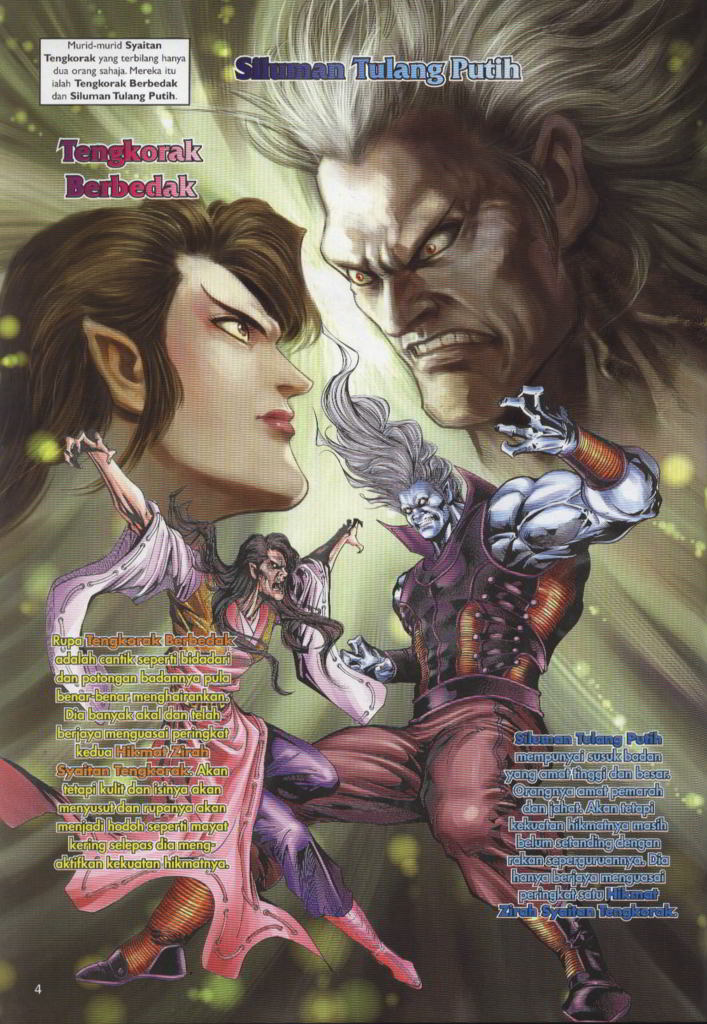 Murid-murid Syaitan
Tengkorak yang terbilang hanya
dua orang sahaja. Mereka itu
ialah Tengkorak Berbedak
dan Siluman Tulang Putih.
Siluman Tulang Putih
Tengkorak
Berbedak
Rupa Tengkorak Berbedak
adalah cantik seperti bidadari
dan potongan badannya pula
benar-benar menghairankan.
Dia banyak akal dan telah
berjaya menguasai peringkat
kedua Hikmat Zirah
Syaitan Tengkorak. Akan
tetapi kulit dan isinya akan
menyusut dan rupanya akan
menjadi hodoh seperti mayat
kering selepas dia meng-
aktifkan kekuatan hikmatnya.
Siluman Tulang Putih
mempunyai susuk badan
yang amat tinggi dan besar.
Orangnya amat pemarah
dan jahat. Akan tetapi
kekuatan hikmatnya masih
belum setanding dengan
rakan seperguruannya. Dia
hanya berjaya menguasai
peringkat satu Hikmat
Zirah Syaitan Tengkorak.
4